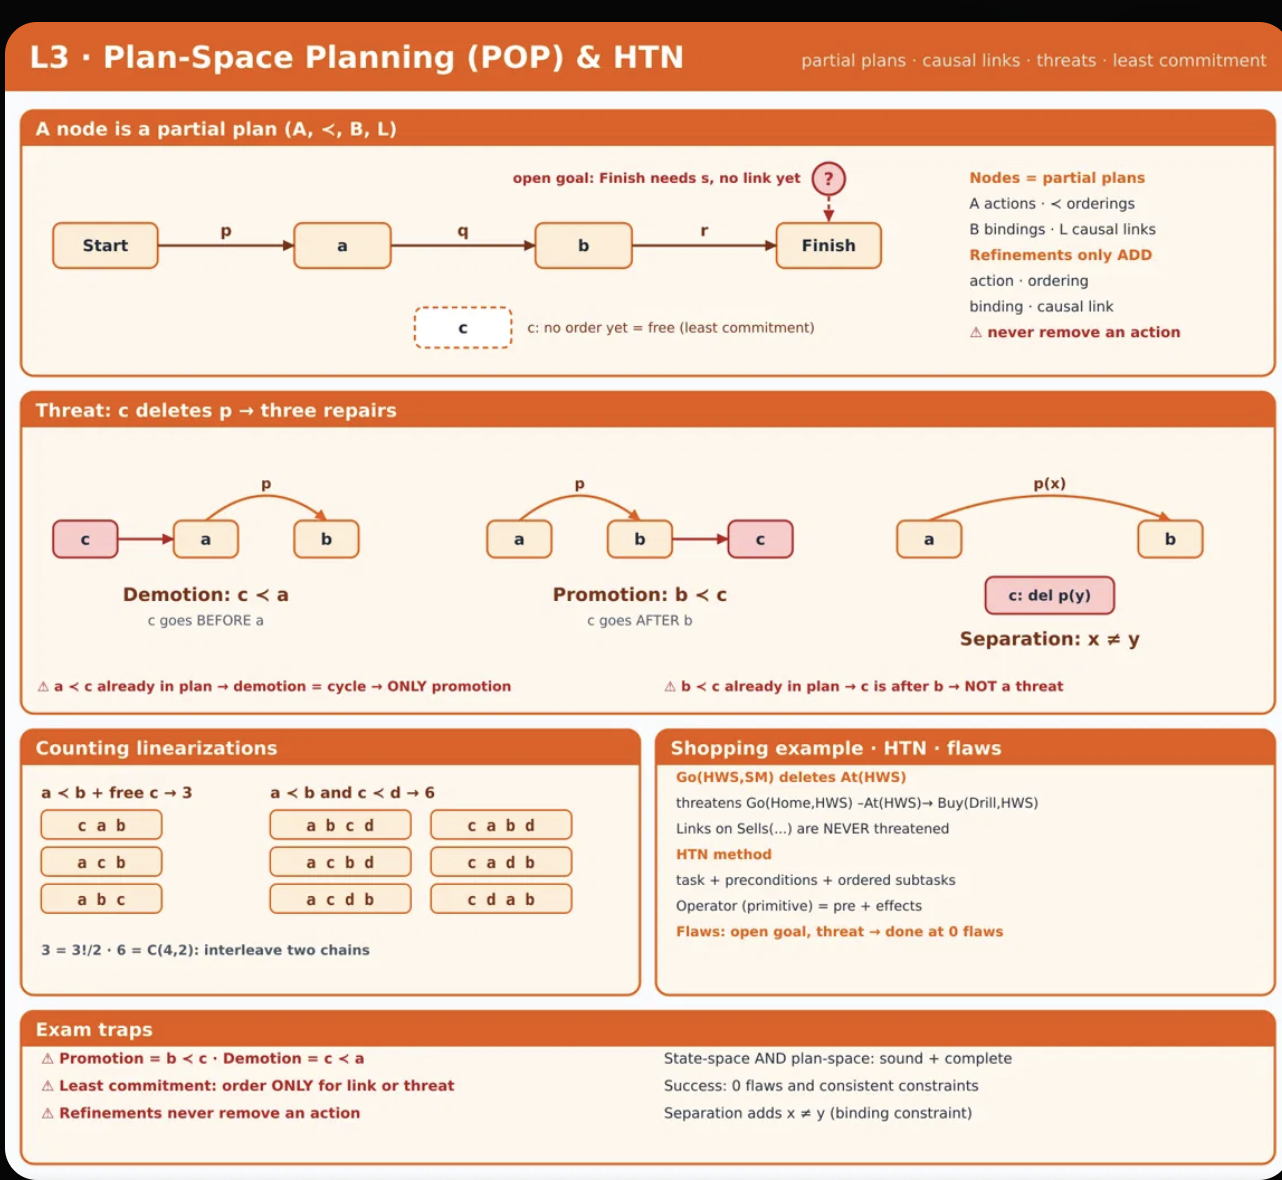 L3 · Plan-Space Planning (POP) & HTN
partial plans · causal links · threats · least commitment
A node is a partial plan (A, ≺, B, L)
open goal: Finish needs s, no link yet
?
Start
p
a
q
b
r
Finish
c
c: no order yet = free (least commitment)
Nodes = partial plans
A actions · ≺ orderings
B bindings · L causal links
Refinements only ADD
action · ordering
binding · causal link
⚠ never remove an action
Threat: c deletes p → three repairs
p
c
a
b
Demotion: c ≺ a
c goes BEFORE a
p
a
b
c
Promotion: b ≺ c
c goes AFTER b
p(x)
a
b
c: del p(y)
Separation: x ≠ y
⚠ a ≺ c already in plan → demotion = cycle → ONLY promotion
⚠ b ≺ c already in plan → c is after b → NOT a threat
Counting linearizations
a ≺ b + free c → 3
c a b
a c b
a b c
a ≺ b and c ≺ d → 6
a b c d
c a b d
a c b d
c a d b
a c d b
c d a b
3 = 3!/2 · 6 = C(4,2): interleave two chains
Shopping example · HTN · flaws
Go(HWS,SM) deletes At(HWS)
threatens Go(Home,HWS) –At(HWS)→ Buy(Drill,HWS)
Links on Sells(...) are NEVER threatened
HTN method
task + preconditions + ordered subtasks
Operator (primitive) = pre + effects
Flaws: open goal, threat → done at 0 flaws
Exam traps
⚠ Promotion = b ≺ c · Demotion = c ≺ a
⚠ Least commitment: order ONLY for link or threat
⚠ Refinements never remove an action
State-space AND plan-space: sound + complete
Success: 0 flaws and consistent constraints
Separation adds x ≠ y (binding constraint)